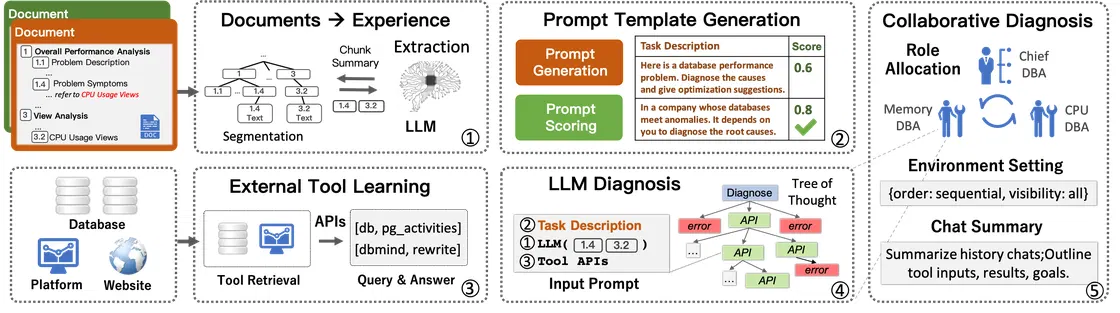 Document
Document
1 Overall Performance Analysis
1.1 Problem Description
...
1.4 Problem Symptoms
... refer to CPU Usage Views
3 View Analysis
...
3.2 CPU Usage Views
DOC
Documents → Experience
...
1 ... 3
1.1 ... 1.4 3.2
1.4 Text
3.2 Text
Segmentation
Chunk
Summary
1.4 3.2
Extraction
LLM
①
Prompt Template Generation
Prompt
Generation
Prompt
Scoring
Task Description Score
Here is a database performance
problem. Diagnose the causes
and give optimization suggestions.
0.6
In a company whose databases
meet anomalies. It depends on
you to diagnose the root causes.
0.8
②
Database
Platform
Website
External Tool Learning
Tool Retrieval
APIs
[db, pg_activities]
[dbmind, rewrite]
Query & Answer
③
LLM Diagnosis
② Task Description
① LLM( 1.4 3.2 )
③ Tool APIs
Input Prompt
Tree of
Thought
Diagnose
error API error
... API API
... API error
④
Collaborative Diagnosis
Role
Allocation
Chief
DBA
Memory
DBA
CPU
DBA
Environment Setting
{order: sequential, visibility: all}
Chat Summary
Summarize history chats;Outline
tool inputs, results, goals.
⑤